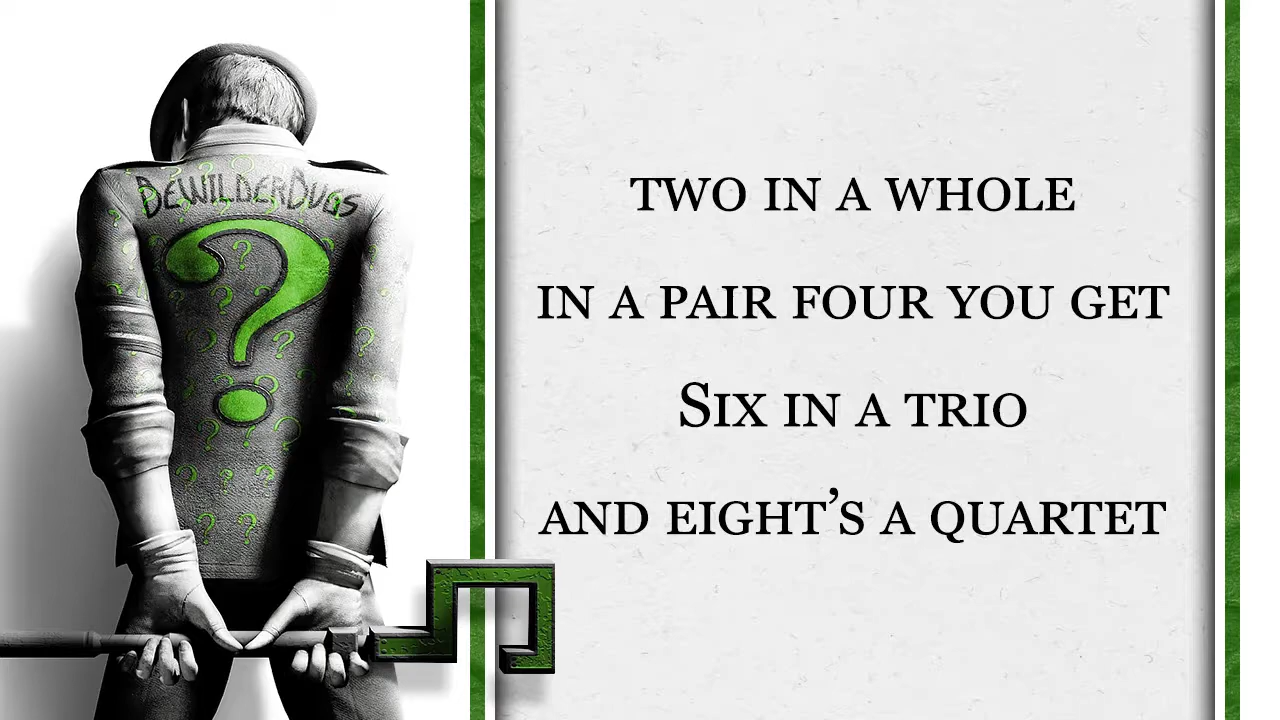 BEWILDERBUGS
TWO IN A WHOLE
IN A PAIR FOUR YOU GET
SIX IN A TRIO
AND EIGHT'S A QUARTET